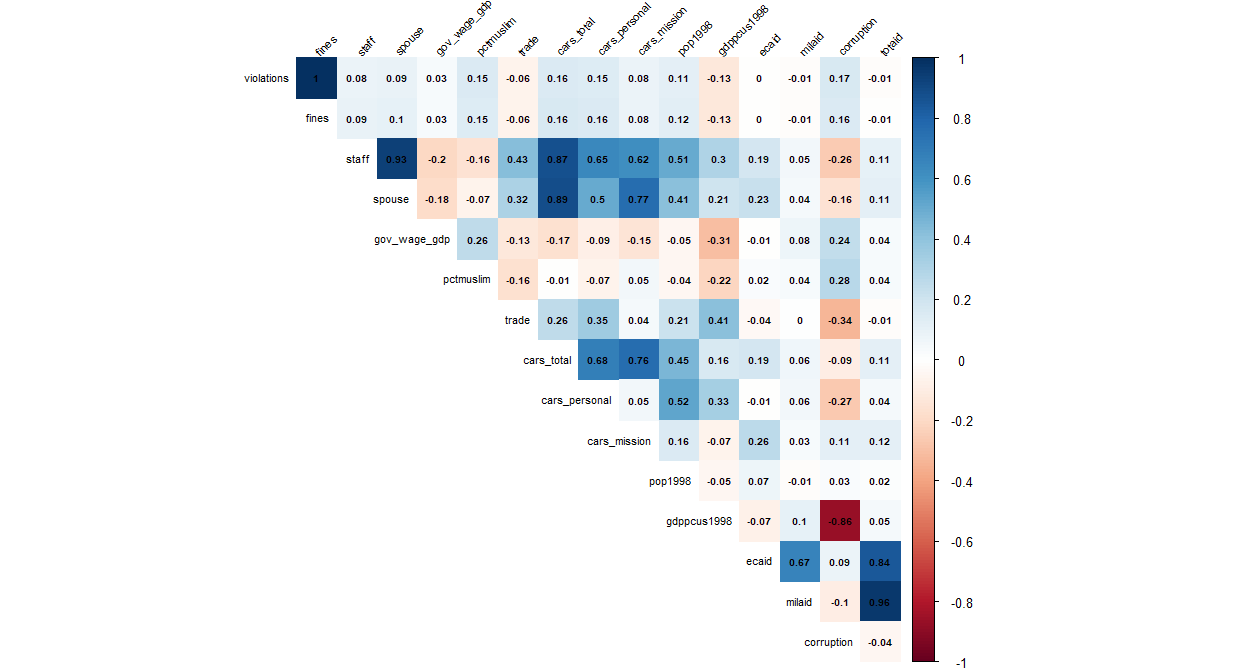 fines staff spouse gov_wage_gdp pctmuslim trade cars_total cars_personal cars_mission pop1998 gdppcus1998 ecaid milaid corruption totaid
violations 1 0.08 0.09 0.03 0.15 -0.06 0.16 0.15 0.08 0.11 -0.13 0 -0.01 0.17 -0.01
fines 0.09 0.1 0.03 0.15 -0.06 0.16 0.16 0.08 0.12 -0.13 0 -0.01 0.16 -0.01
staff 0.93 -0.2 -0.16 0.43 0.87 0.65 0.62 0.51 0.3 0.19 0.05 -0.26 0.11
spouse -0.18 -0.07 0.32 0.89 0.5 0.77 0.41 0.21 0.23 0.04 -0.16 0.11
gov_wage_gdp 0.26 -0.13 -0.17 -0.09 -0.15 -0.05 -0.31 -0.01 0.08 0.24 0.04
pctmuslim -0.16 -0.01 -0.07 0.05 -0.04 -0.22 0.02 0.04 0.28 0.04
trade 0.26 0.35 0.04 0.21 0.41 -0.04 0 -0.34 -0.01
cars_total 0.68 0.76 0.45 0.16 0.19 0.06 -0.09 0.11
cars_personal 0.05 0.52 0.33 -0.01 0.06 -0.27 0.04
cars_mission 0.16 -0.07 0.26 0.03 0.11 0.12
pop1998 -0.05 0.07 -0.01 0.03 0.02
gdppcus1998 -0.07 0.1 -0.86 0.05
ecaid 0.67 0.09 0.84
milaid -0.1 0.96
corruption -0.04
1
0.8
0.6
0.4
0.2
0
-0.2
-0.4
-0.6
-0.8
-1